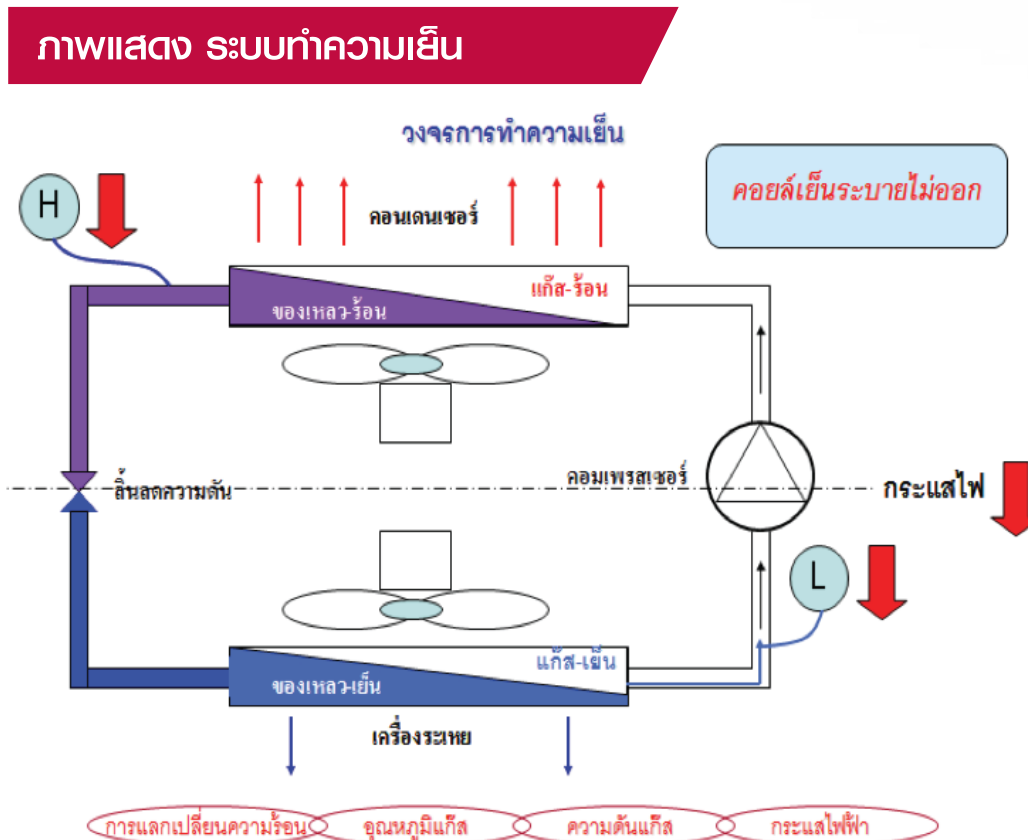 ภาพแสดง ระบบทำความเย็น
วงจรการทำความเย็น
คอยล์เย็นระบายไม่ออก
H
คอนเดนเซอร์
แก๊ส-ร้อน
ของเหลว-ร้อน
ลิ้นลดความดัน
คอมเพรสเซอร์
กระแสไฟ
L
แก๊ส-เย็น
ของเหลว-เย็น
เครื่องระเหย
การแลกเปลี่ยนความร้อน อุณหภูมิแก๊ส ความดันแก๊ส กระแสไฟฟ้า